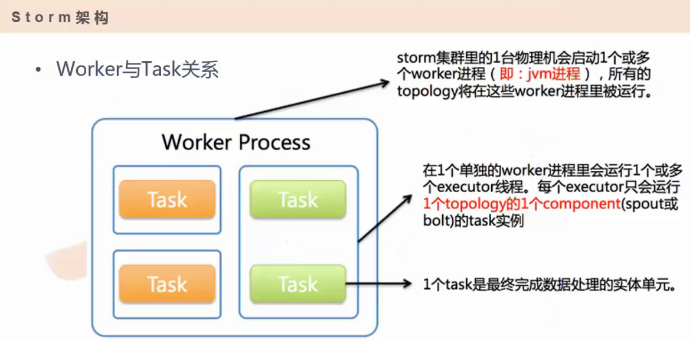 Storm架构
• Worker与Task关系
storm集群里的1台物理机会启动1个或多
个worker进程（即：jvm进程），所有的
topology将在这些worker进程里被运行。
Worker Process
Task Task
在1个单独的worker进程里会运行1个或多
个executor线程。每个executor只会运行
1个topology的1个component(spout或
bolt)的task实例
Task Task
1个task是最终完成数据处理的实体单元。